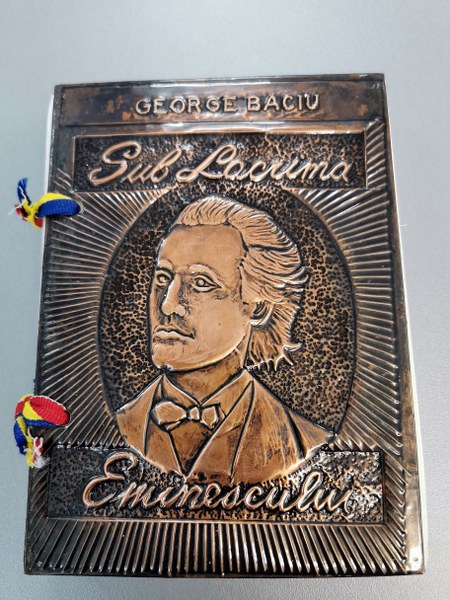 GEORGE BACIU
Sub Lacrima
Eminescului